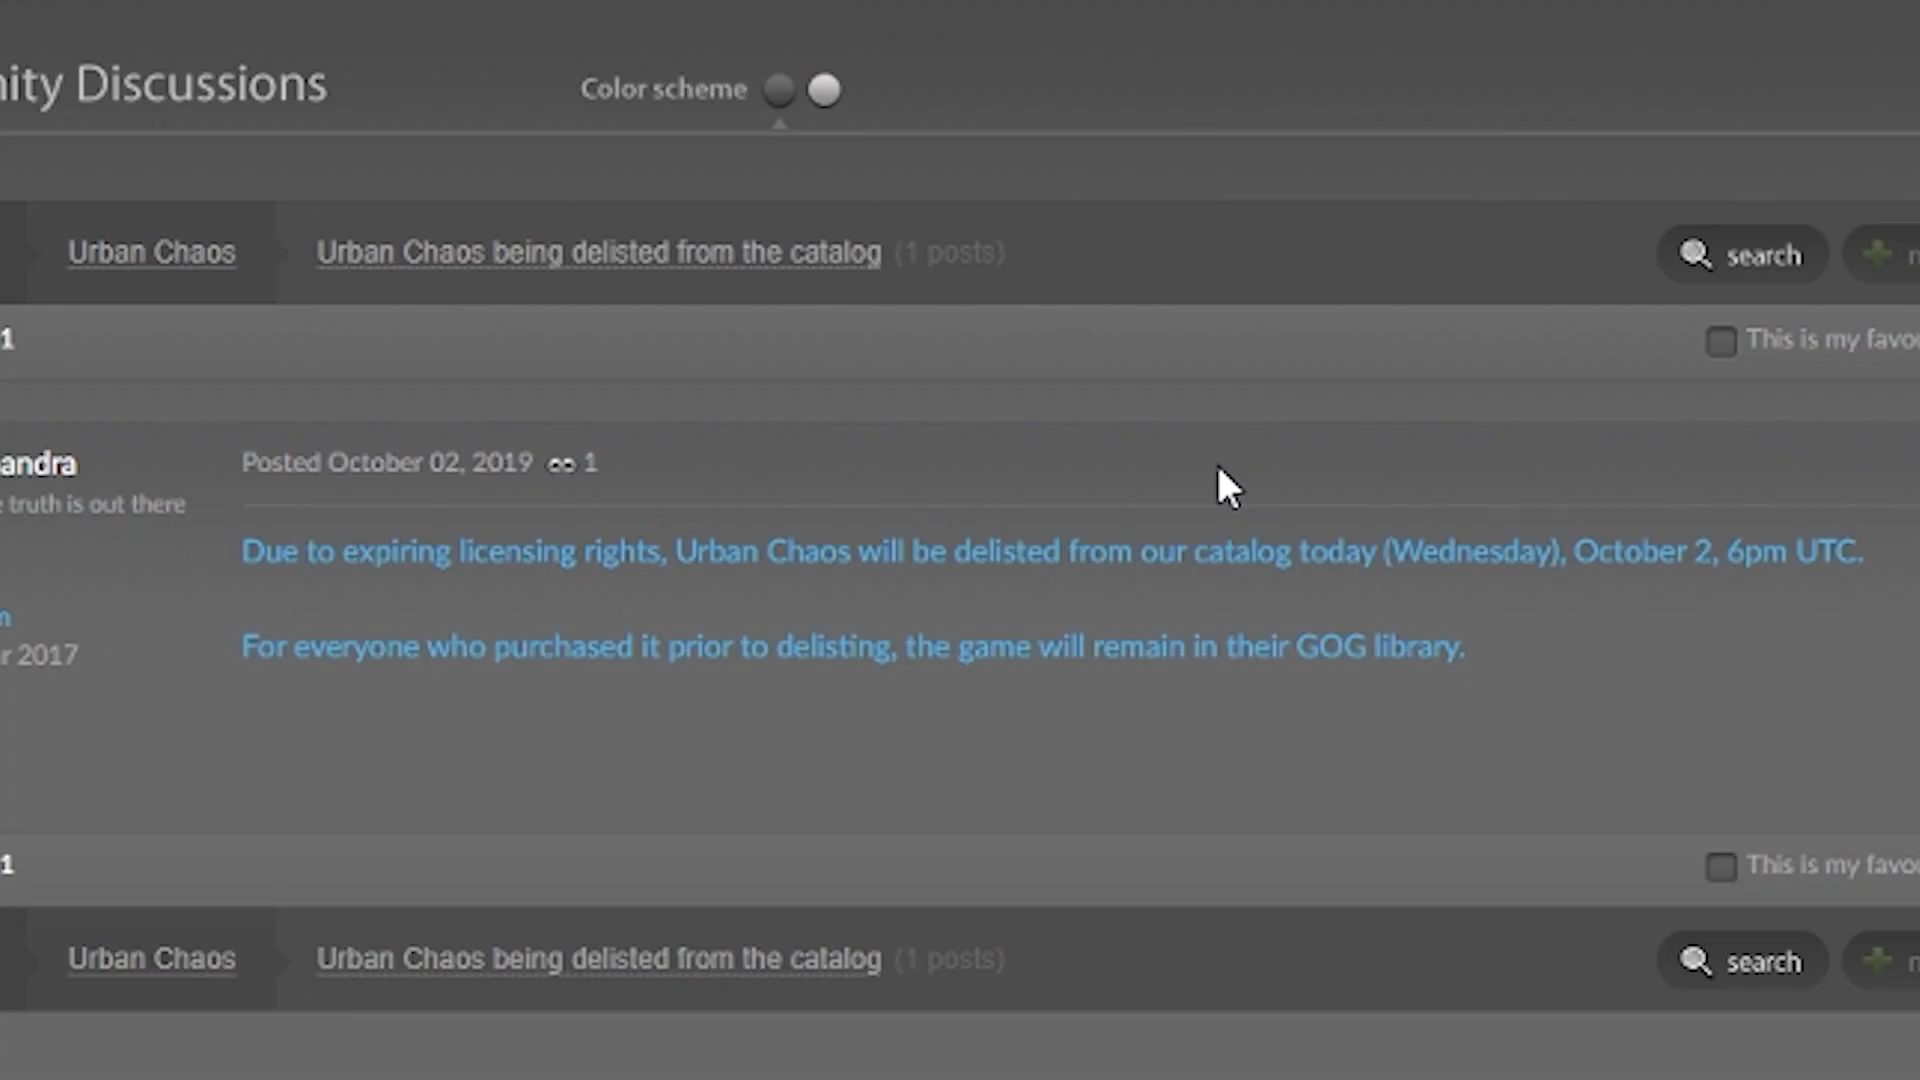 Discussions
Color scheme
Urban Chaos
Urban Chaos being delisted from the catalog (1 posts)
search
1
This is my
andra
Posted October 02, 2019 1
truth is out there
Due to expiring licensing rights, Urban Chaos will be delisted from our catalog today (Wednesday), October 2, 6pm UTC.
2017
For everyone who purchased it prior to delisting, the game will remain in their GOG library.
1
This is my
Urban Chaos
Urban Chaos being delisted from the catalog (1 posts)
search